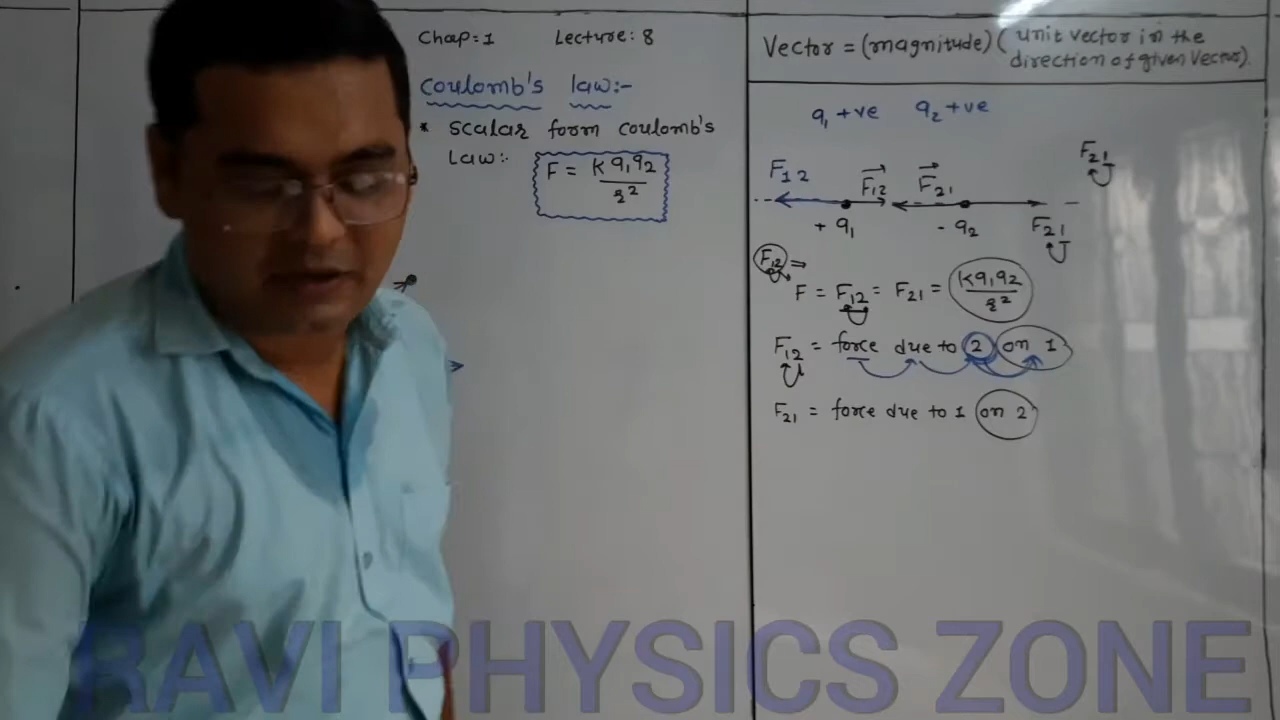 Chap:1 Lecture: 8
Coulomb's law:-
* Scalar form Coulomb's
law:-
F = K q₁q₂ / r²
Vector = (magnitude) (unit vector in the
direction of given vector).
q₁ +ve q₂ +ve
F₂₁
F₁₂ F₁₂ F₂₁
+ q₁ - q₂ F₂₁
F₁₂ ⇒
F = F₁₂ = F₂₁ = Kq₁q₂ / r²
F₁₂ = force due to 2 on 1
F₂₁ = force due to 1 on 2
RAVI PHYSICS ZONE